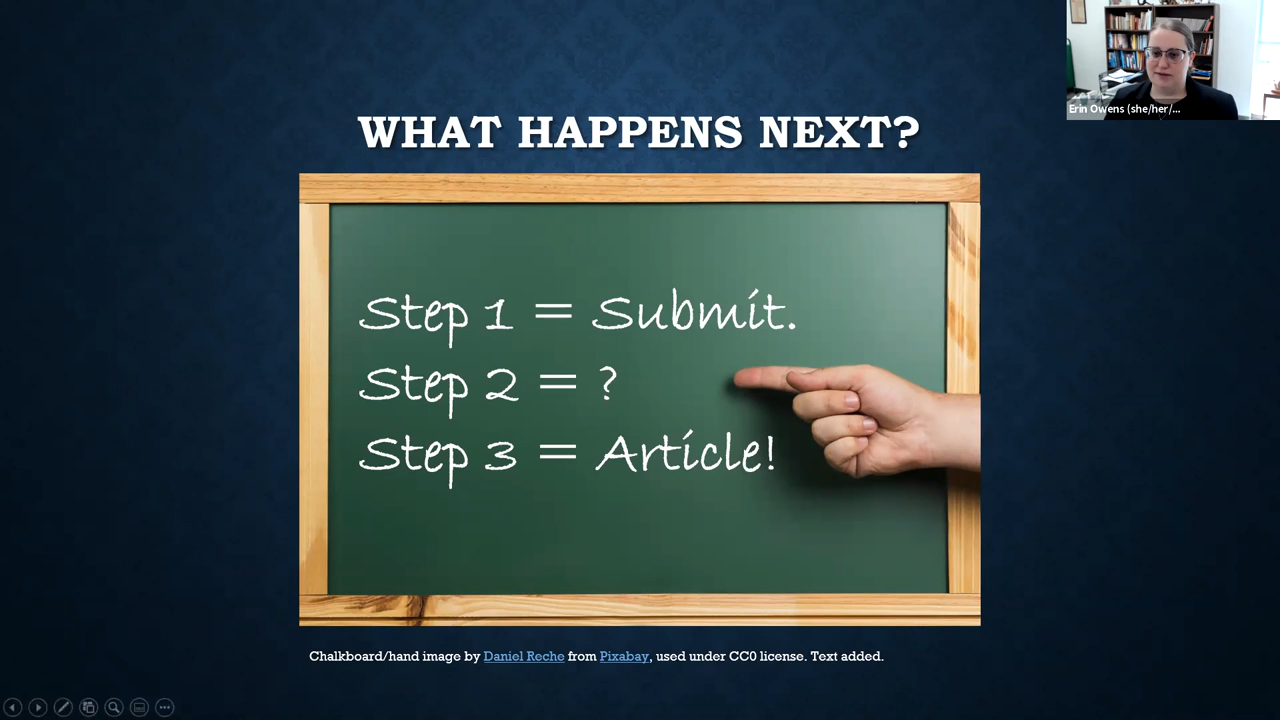 WHAT HAPPENS NEXT?
Erin Owens (she/her/...
Step 1 = Submit.
Step 2 = ?
Step 3 = Article!
Chalkboard/hand image by Daniel Reche from Pixabay, used under CC0 license. Text added.